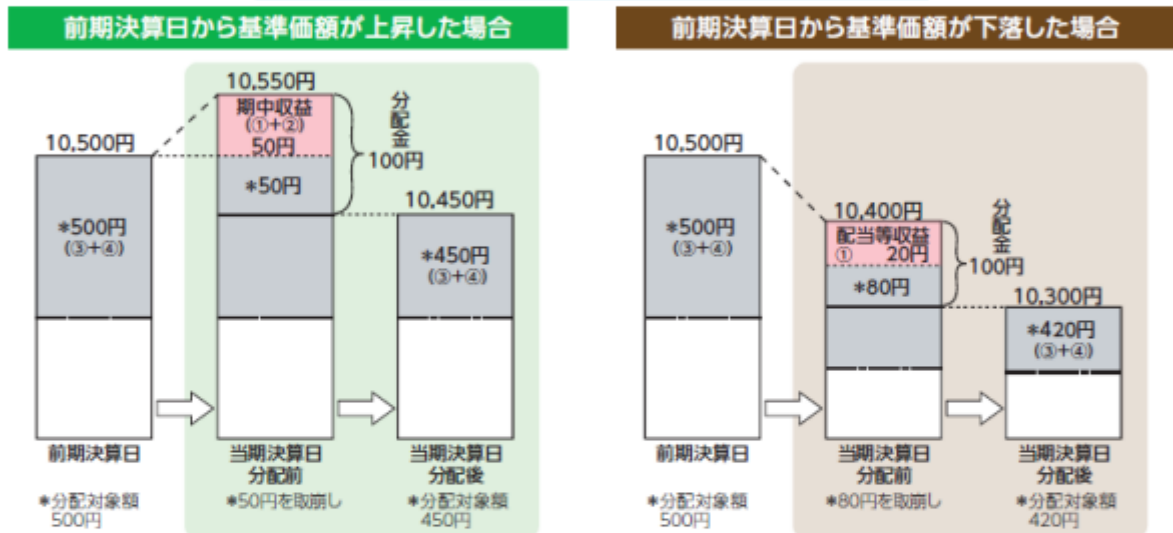 前期決算日から基準価額が上昇した場合
10,550円
期中収益
(①+②)
50円
分配金
100円
10,500円
*50円
10,450円
*500円
(③+④)
*450円
(③+④)
前期決算日
当期決算日
分配前
当期決算日
分配後
*分配対象額
500円
*50円を取崩し
*分配対象額
450円
前期決算日から基準価額が下落した場合
10,500円
*500円
(③+④)
10,400円
配当等収益
① 20円
分配金
100円
*80円
10,300円
*420円
(③+④)
前期決算日
当期決算日
分配前
当期決算日
分配後
*分配対象額
500円
*80円を取崩し
*分配対象額
420円